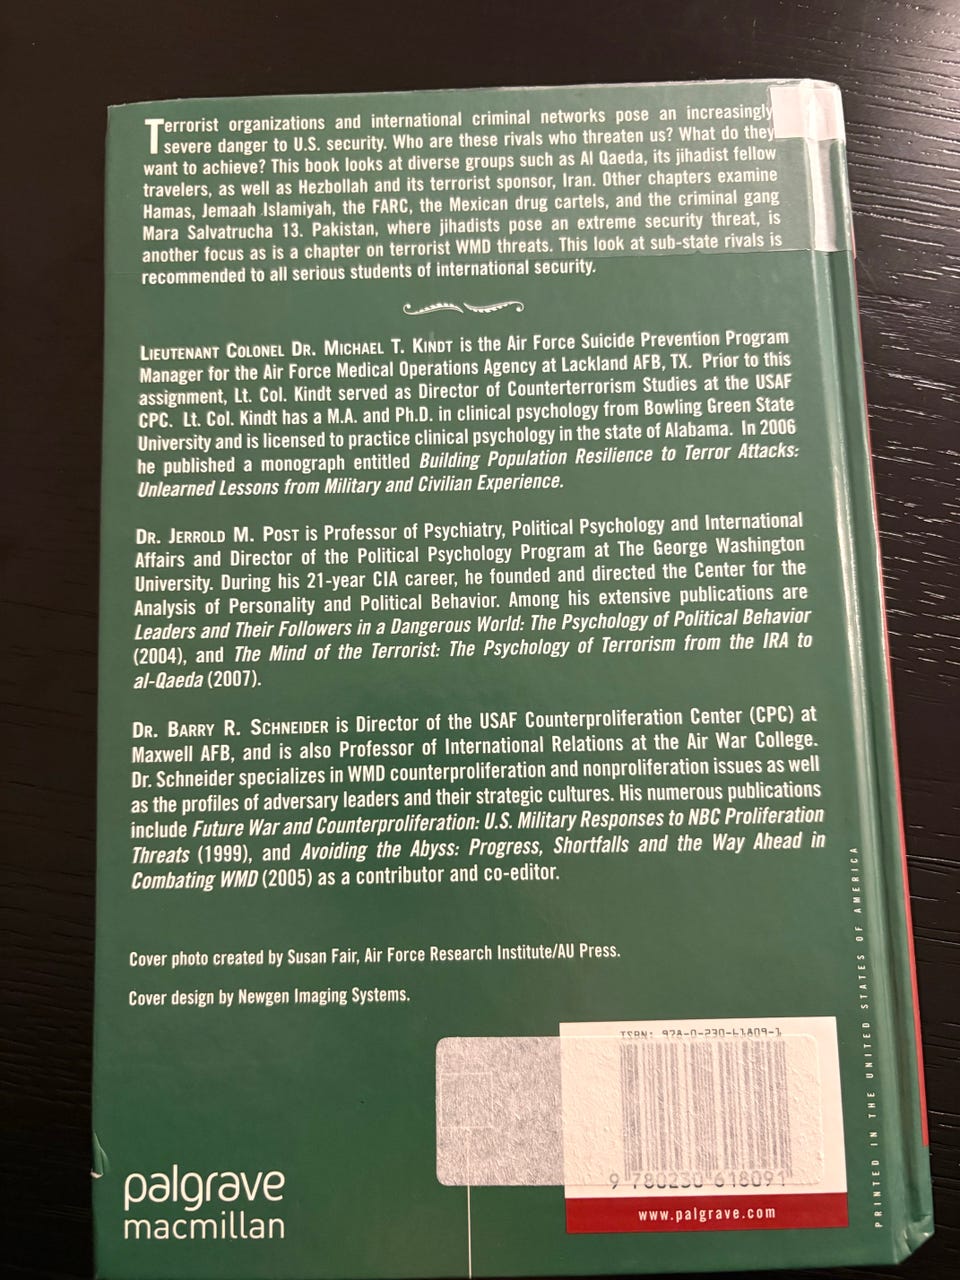 Terrorist organizations and international criminal networks pose an increasingly
severe danger to U.S. security. Who are these rivals who threaten us? What do they
want to achieve? This book looks at diverse groups such as Al Qaeda, its jihadist fellow
travelers, as well as Hezbollah and its terrorist sponsor, Iran. Other chapters examine
Hamas, Jemaah Islamiyah, the FARC, the Mexican drug cartels, and the criminal gang
Mara Salvatrucha 13. Pakistan, where jihadists pose an extreme security threat, is
another focus as is a chapter on terrorist WMD threats. This look at sub-state rivals is
recommended to all serious students of international security.
LIEUTENANT COLONEL DR. MICHAEL T. KINDT is the Air Force Suicide Prevention Program
Manager for the Air Force Medical Operations Agency at Lackland AFB, TX. Prior to this
assignment, Lt. Col. Kindt served as Director of Counterterrorism Studies at the USAF
CPC. Lt. Col. Kindt has a M.A. and Ph.D. in clinical psychology from Bowling Green State
University and is licensed to practice clinical psychology in the state of Alabama. In 2006
he published a monograph entitled Building Population Resilience to Terror Attacks:
Unlearned Lessons from Military and Civilian Experience.
DR. JERROLD M. POST is Professor of Psychiatry, Political Psychology and International
Affairs and Director of the Political Psychology Program at The George Washington
University. During his 21-year CIA career, he founded and directed the Center for the
Analysis of Personality and Political Behavior. Among his extensive publications are
Leaders and Their Followers in a Dangerous World: The Psychology of Political Behavior
(2004), and The Mind of the Terrorist: The Psychology of Terrorism from the IRA to
al-Qaeda (2007).
DR. BARRY R. SCHNEIDER is Director of the USAF Counterproliferation Center (CPC) at
Maxwell AFB, and is also Professor of International Relations at the Air War College.
Dr. Schneider specializes in WMD counterproliferation and nonproliferation issues as well
as the profiles of adversary leaders and their strategic cultures. His numerous publications
include Future War and Counterproliferation: U.S. Military Responses to NBC Proliferation
Threats (1999), and Avoiding the Abyss: Progress, Shortfalls and the Way Ahead in
Combating WMD (2005) as a contributor and co-editor.
Cover photo created by Susan Fair, Air Force Research Institute/AU Press.
Cover design by Newgen Imaging Systems.
ISBN: 978-0-230-61809-1
9 780230 618091
www.palgrave.com
palgrave
macmillan
PRINTED IN THE UNITED STATES OF AMERICA